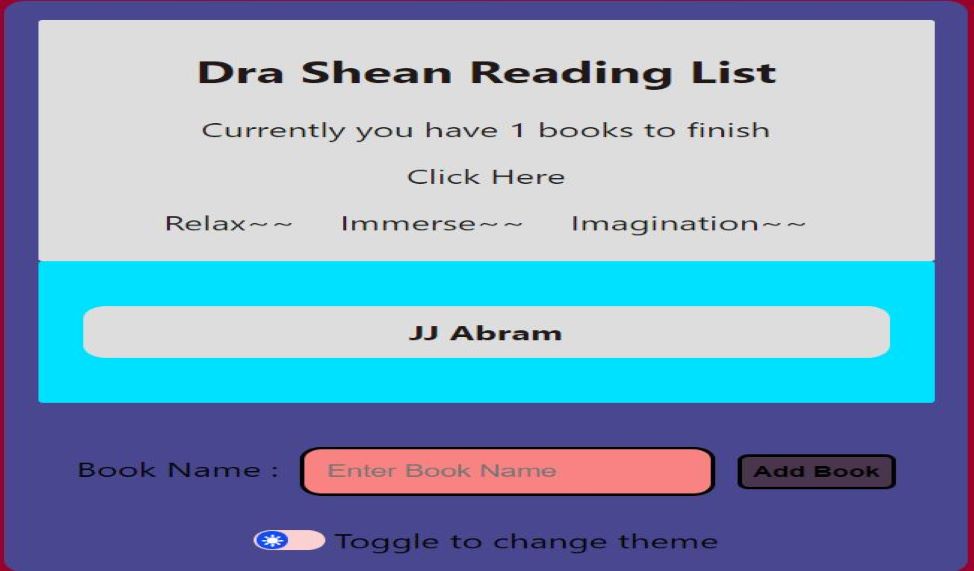 Dra Shean Reading List
Currently you have 1 books to finish
Click Here
Relax~~ Immerse~~ Imagination~~
JJ Abram
Book Name : Enter Book Name Add Book
Toggle to change theme